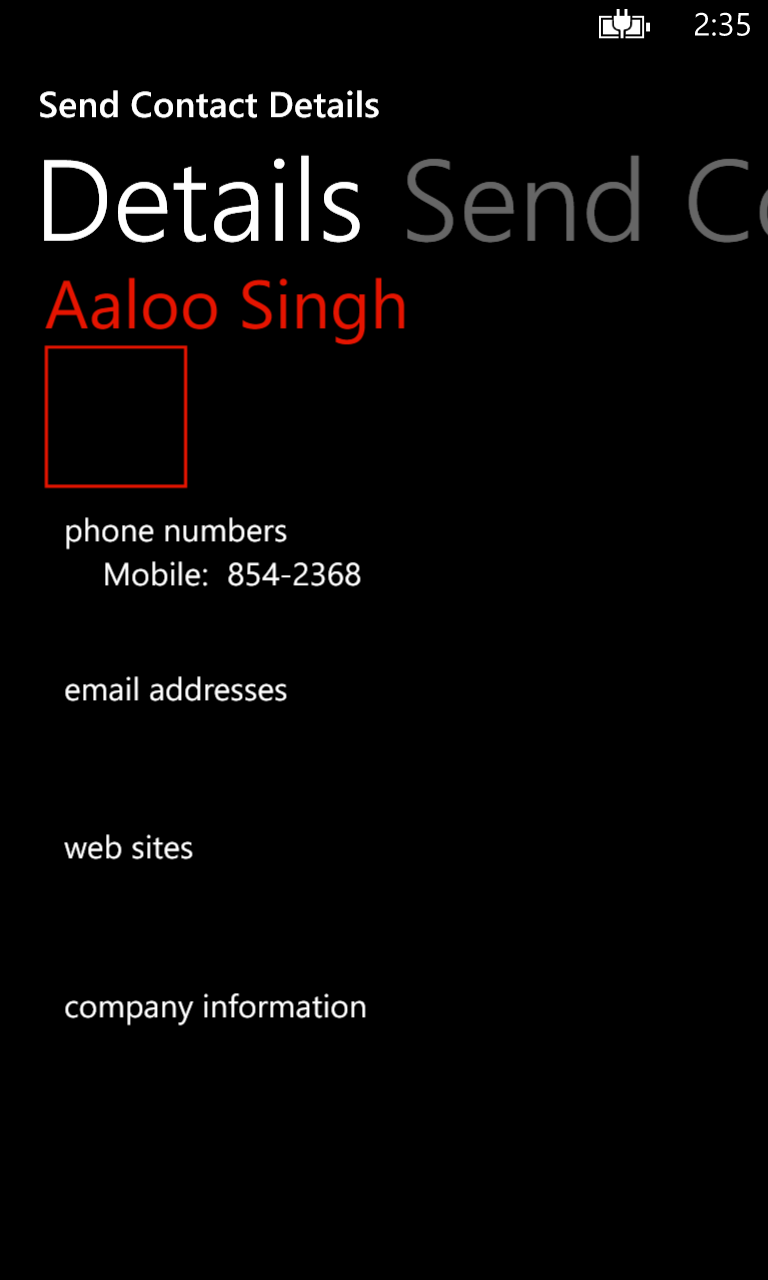 2:35
Send Contact Details
Details Send
Aaloo Singh
phone numbers
Mobile: 854-2368
email addresses
web sites
company information